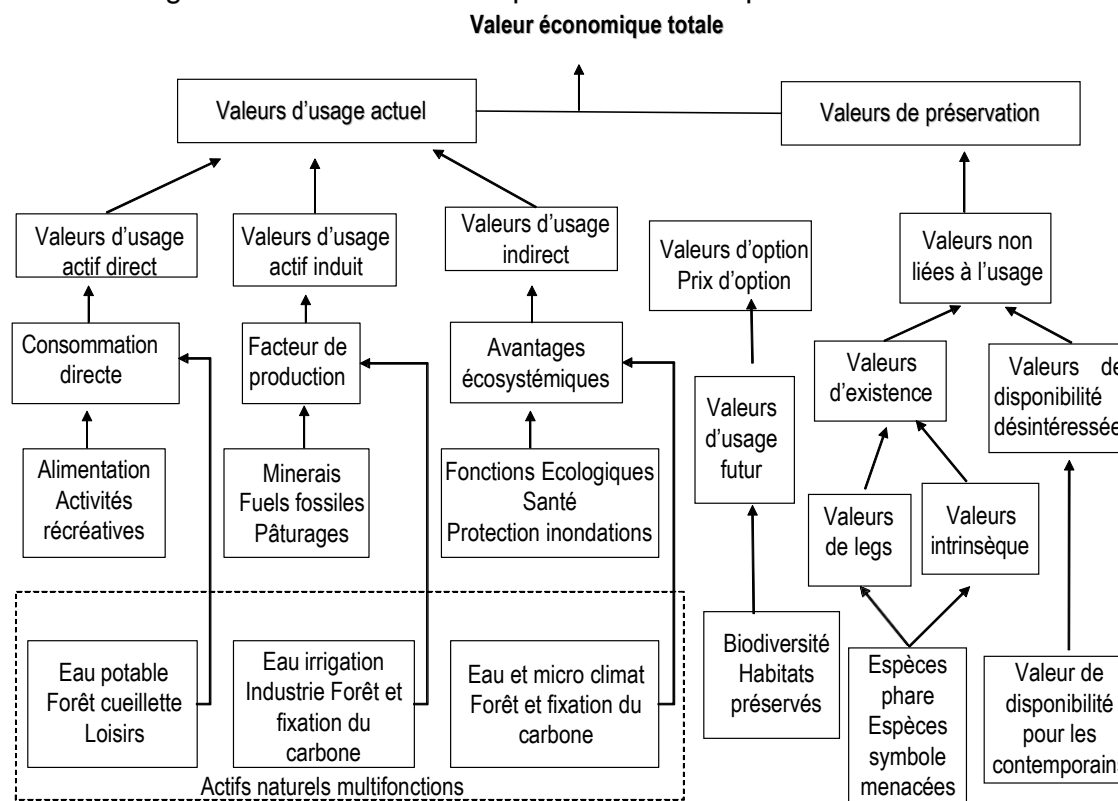 Valeur économique totale
Valeurs d'usage actuel
Valeurs de préservation
Valeurs d'usage
actif direct
Valeurs d'usage
actif induit
Valeurs d'usage
indirect
Valeurs d'option
Prix d'option
Valeurs non
liées à l'usage
Consommation
directe
Facteur de
production
Avantages
écosystémiques
Valeurs
d'usage
futur
Valeurs
d'existence
Valeurs de
disponibilité
désintéressée
Alimentation
Activités
récréatives
Minerais
Fuels fossiles
Pâturages
Fonctions Ecologiques
Santé
Protection inondations
Valeurs
de legs
Valeurs
intrinsèque
Eau potable
Forêt cueillette
Loisirs
Eau irrigation
Industrie Forêt et
fixation du
carbone
Eau et micro climat
Forêt et fixation du
carbone
Biodiversité
Habitats
préservés
Espèces
phare
Espèces
symbole
menacées
Valeur de
disponibilité
pour les
contemporains
Actifs naturels multifonctions